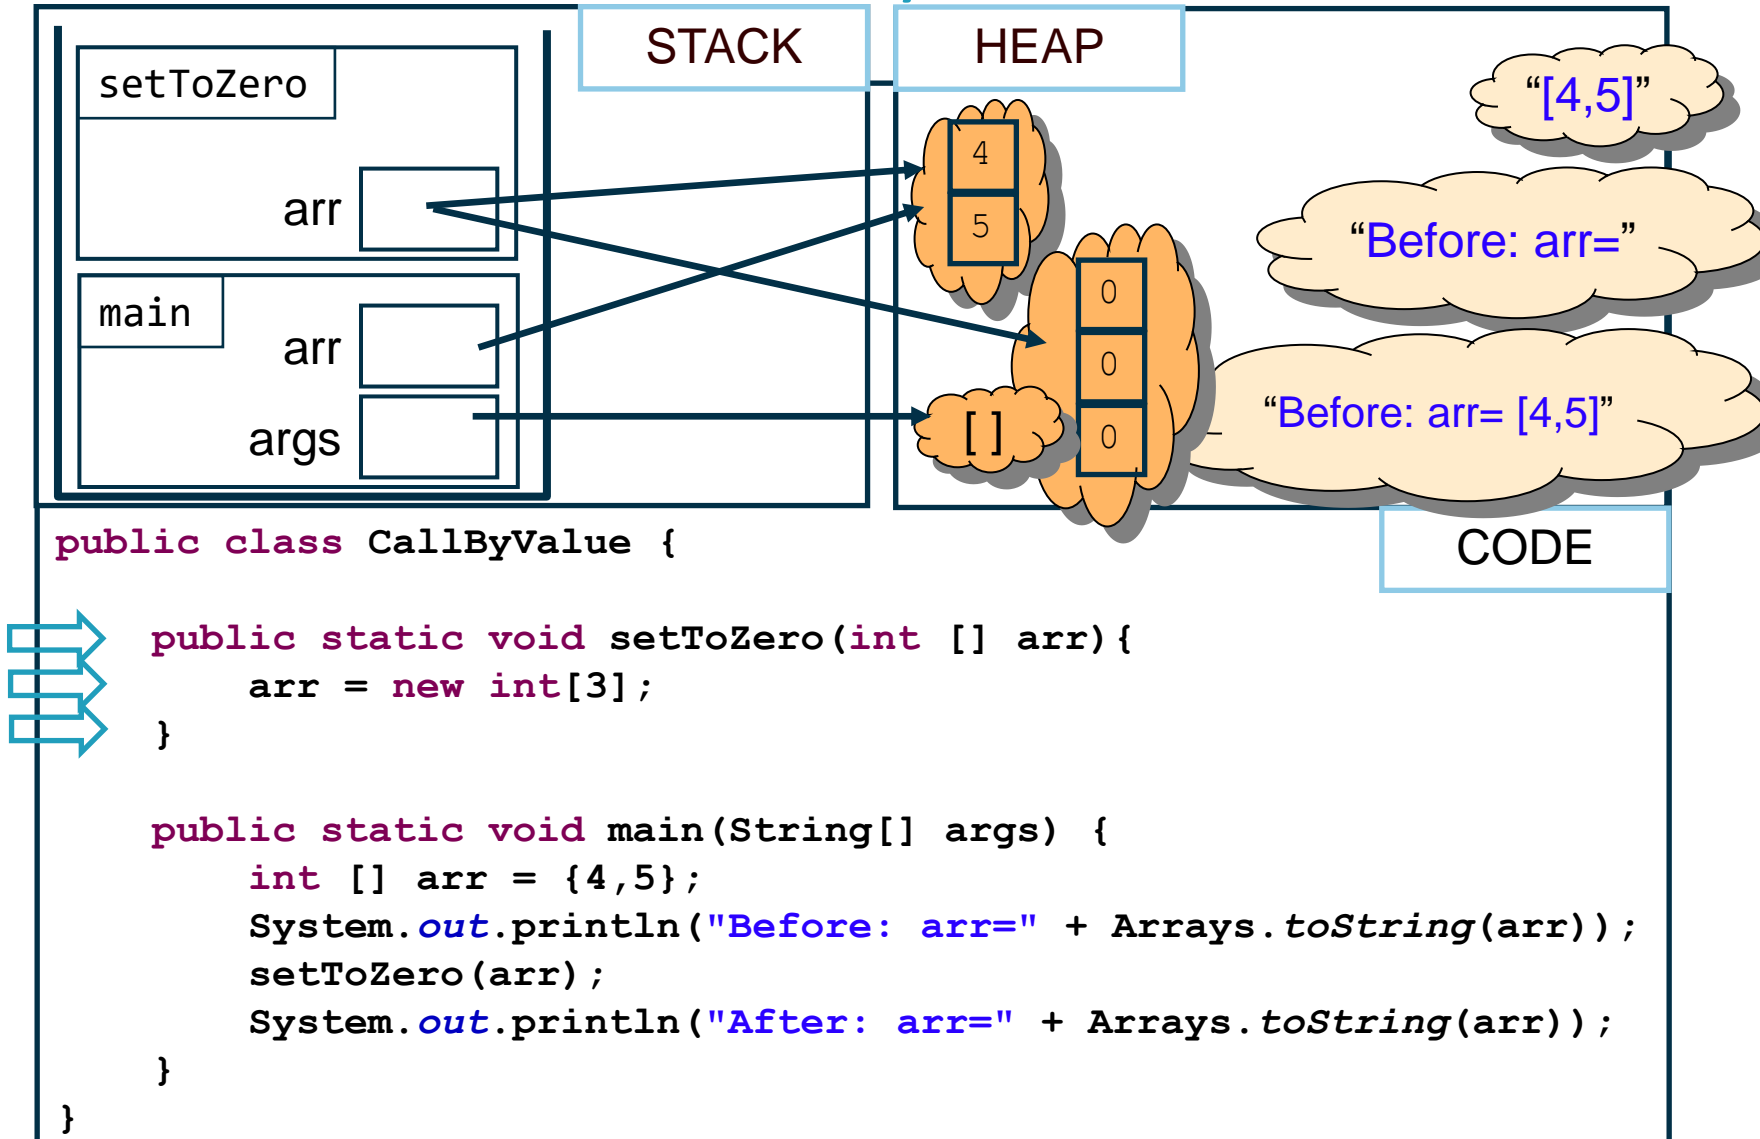 STACK
HEAP
setToZero
arr
main
arr
args
4
5
0
0
0
[]
“[4,5]”
“Before: arr=”
“Before: arr= [4,5]”
CODE
public class CallByValue {
public static void setToZero(int [] arr){
arr = new int[3];
}
public static void main(String[] args) {
int [] arr = {4,5};
System.out.println("Before: arr=" + Arrays.toString(arr));
setToZero(arr);
System.out.println("After: arr=" + Arrays.toString(arr));
}
}